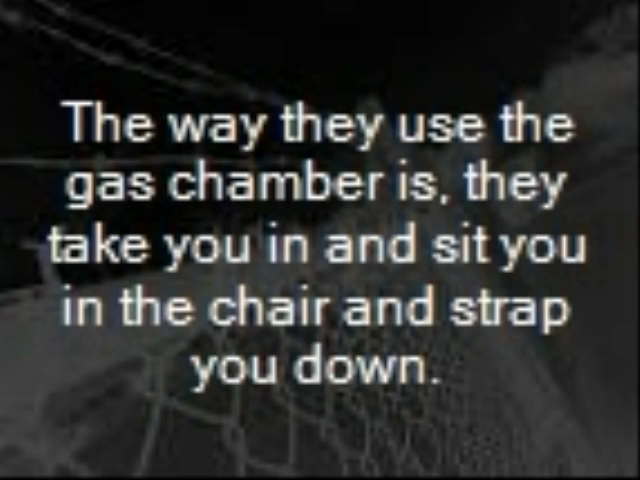 The way they use the
gas chamber is, they
take you in and sit you
in the chair and strap
you down.